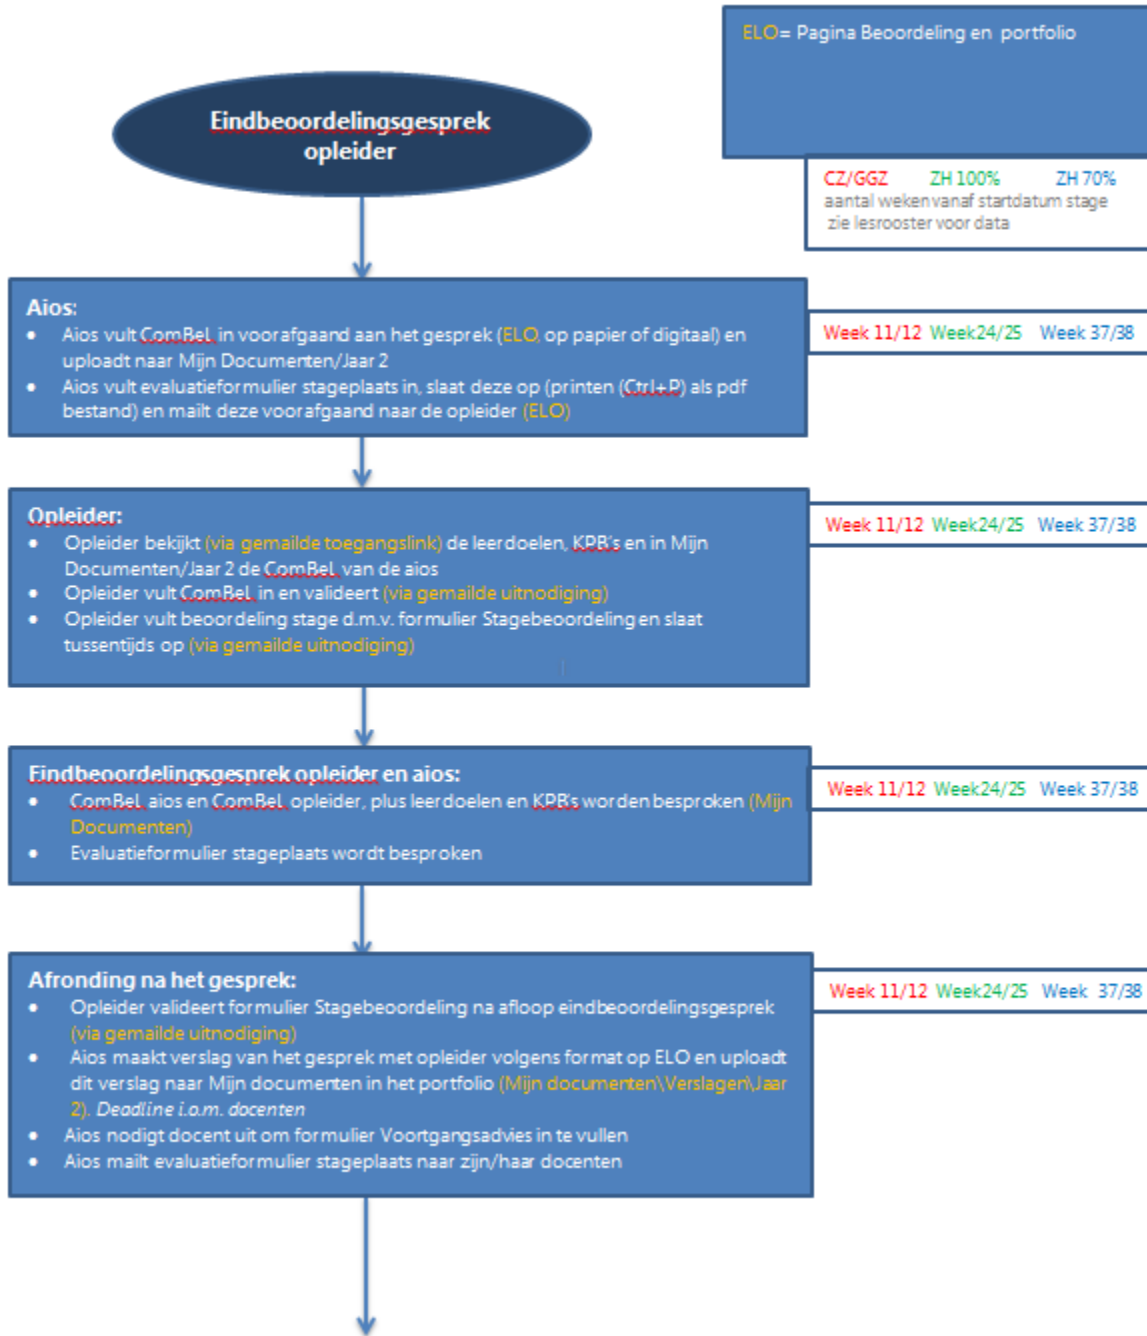 ELO= Pagina Beoordeling en portfolio
Eindbeoordelingsgesprek
opleider
CZ/GGZ ZH 100% ZH 70%
aantal weken vanaf startdatum stage
zie lesrooster voor data
Aios:
• Aios vult ComBeL in voorafgaand aan het gesprek (ELO, op papier of digitaal) en
uploadt naar Mijn Documenten/Jaar 2
• Aios vult evaluatieformulier stageplaats in, slaat deze op (printen (Ctrl+P) als pdf
bestand) en mailt deze voorafgaand naar de opleider (ELO)
Week 11/12 Week24/25 Week 37/38
Opleider:
• Opleider bekijkt (via gemailde toegangslink) de leerdoelen, KPB's en in Mijn
Documenten/Jaar 2 de ComBeL van de aios
• Opleider vult ComBeL in en valideert (via gemailde uitnodiging)
• Opleider vult beoordeling stage d.m.v. formulier Stagebeoordeling en slaat
tussentijds op (via gemailde uitnodiging)
Week 11/12 Week24/25 Week 37/38
Eindbeoordelingsgesprek opleider en aios:
• ComBeL aios en ComBeL opleider, plus leerdoelen en KPB's worden besproken (Mijn
Documenten)
• Evaluatieformulier stageplaats wordt besproken
Week 11/12 Week24/25 Week 37/38
Afronding na het gesprek:
• Opleider valideert formulier Stagebeoordeling na afloop eindbeoordelingsgesprek
(via gemailde uitnodiging)
• Aios maakt verslag van het gesprek met opleider volgens format op ELO en uploadt
dit verslag naar Mijn documenten in het portfolio (Mijn documenten\Verslagen\Jaar
2). Deadline i.o.m. docenten
• Aios nodigt docent uit om formulier Voortgangsadvies in te vullen
• Aios mailt evaluatieformulier stageplaats naar zijn/haar docenten
Week 11/12 Week24/25 Week 37/38